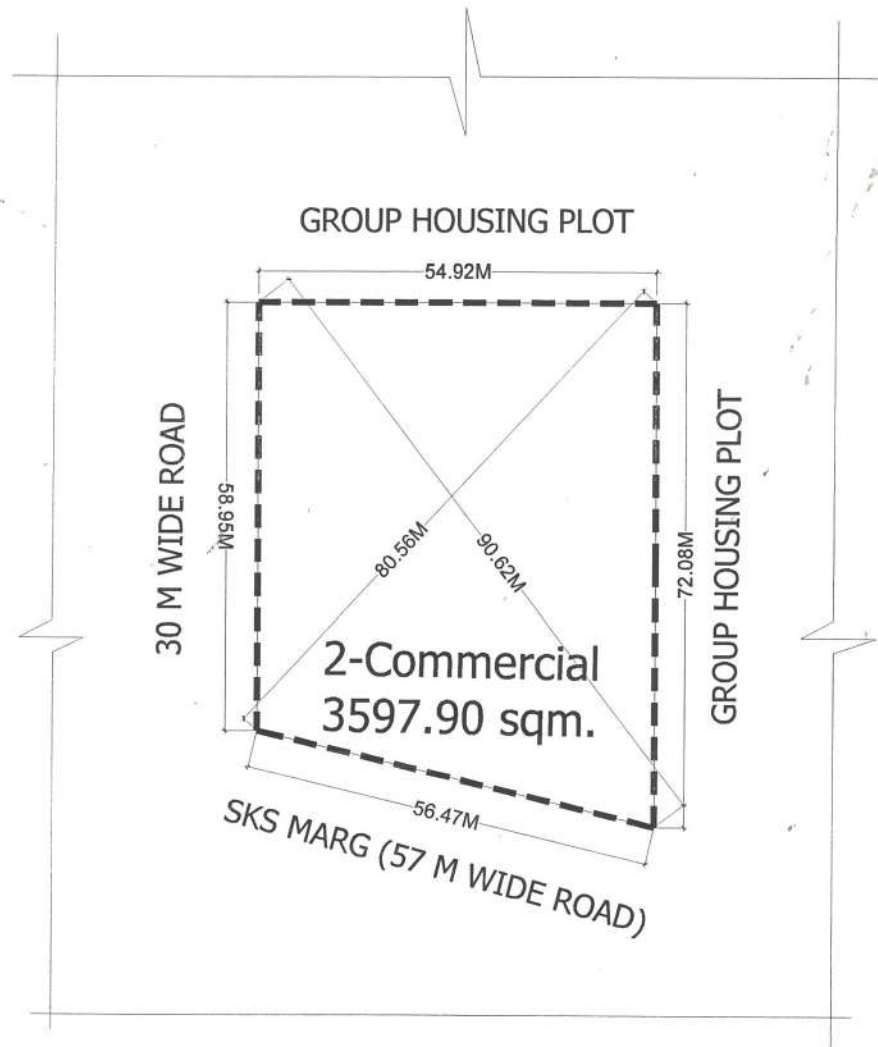 GROUP HOUSING PLOT
54.92M
30 M WIDE ROAD
58.95M
80.56M
90.62M
72.08M
GROUP HOUSING PLOT
2-Commercial
3597.90 sqm.
56.47M
SKS MARG (57 M WIDE ROAD)